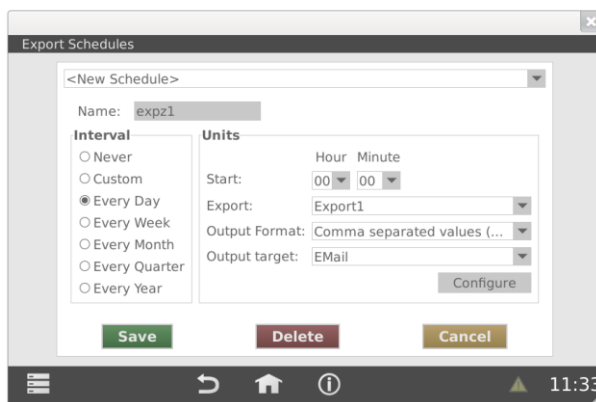 Export Schedules
<New Schedule>
Name: expz1
Interval
Never
Custom
Every Day
Every Week
Every Month
Every Quarter
Every Year
Units
Hour Minute
Start: 00 00
Export: Export1
Output Format: Comma separated values (...
Output target: EMail
Configure
Save Delete Cancel
11:33